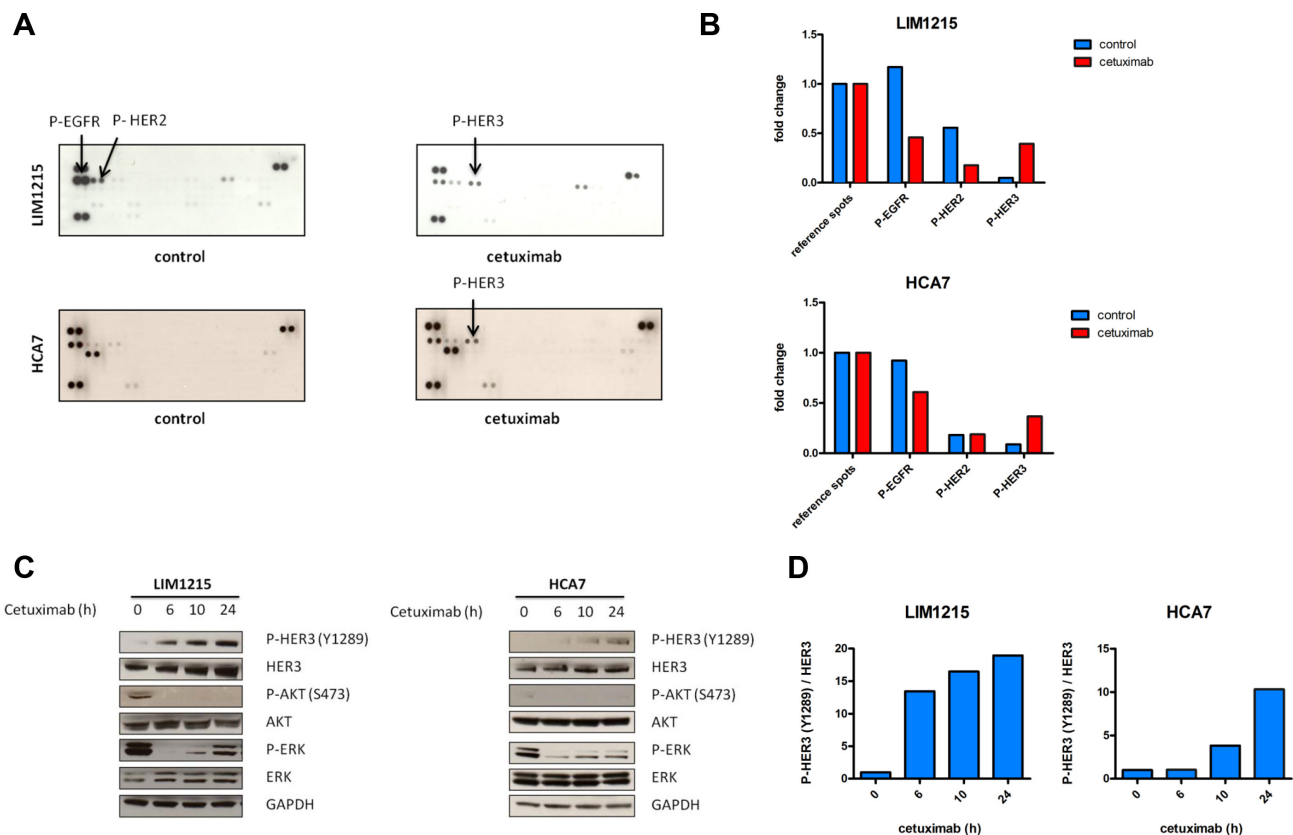 A
P-EGFR
P- HER2
P-HER3
LIM1215
control
cetuximab
P-HER3
HCA7
control
cetuximab
B
LIM1215
fold change
1.5
1.0
0.5
0.0
reference spots
P-EGFR
P-HER2
P-HER3
control
cetuximab
HCA7
fold change
1.5
1.0
0.5
0.0
reference spots
P-EGFR
P-HER2
P-HER3
control
cetuximab
C
LIM1215
Cetuximab (h) 0 6 10 24
P-HER3 (Y1289)
HER3
P-AKT (S473)
AKT
P-ERK
ERK
GAPDH
HCA7
Cetuximab (h) 0 6 10 24
P-HER3 (Y1289)
HER3
P-AKT (S473)
AKT
P-ERK
ERK
GAPDH
D
LIM1215
P-HER3 (Y1289) / HER3
20
15
10
5
0
0 6 10 24
cetuximab (h)
HCA7
P-HER3 (Y1289) / HER3
15
10
5
0
0 6 10 24
cetuximab (h)